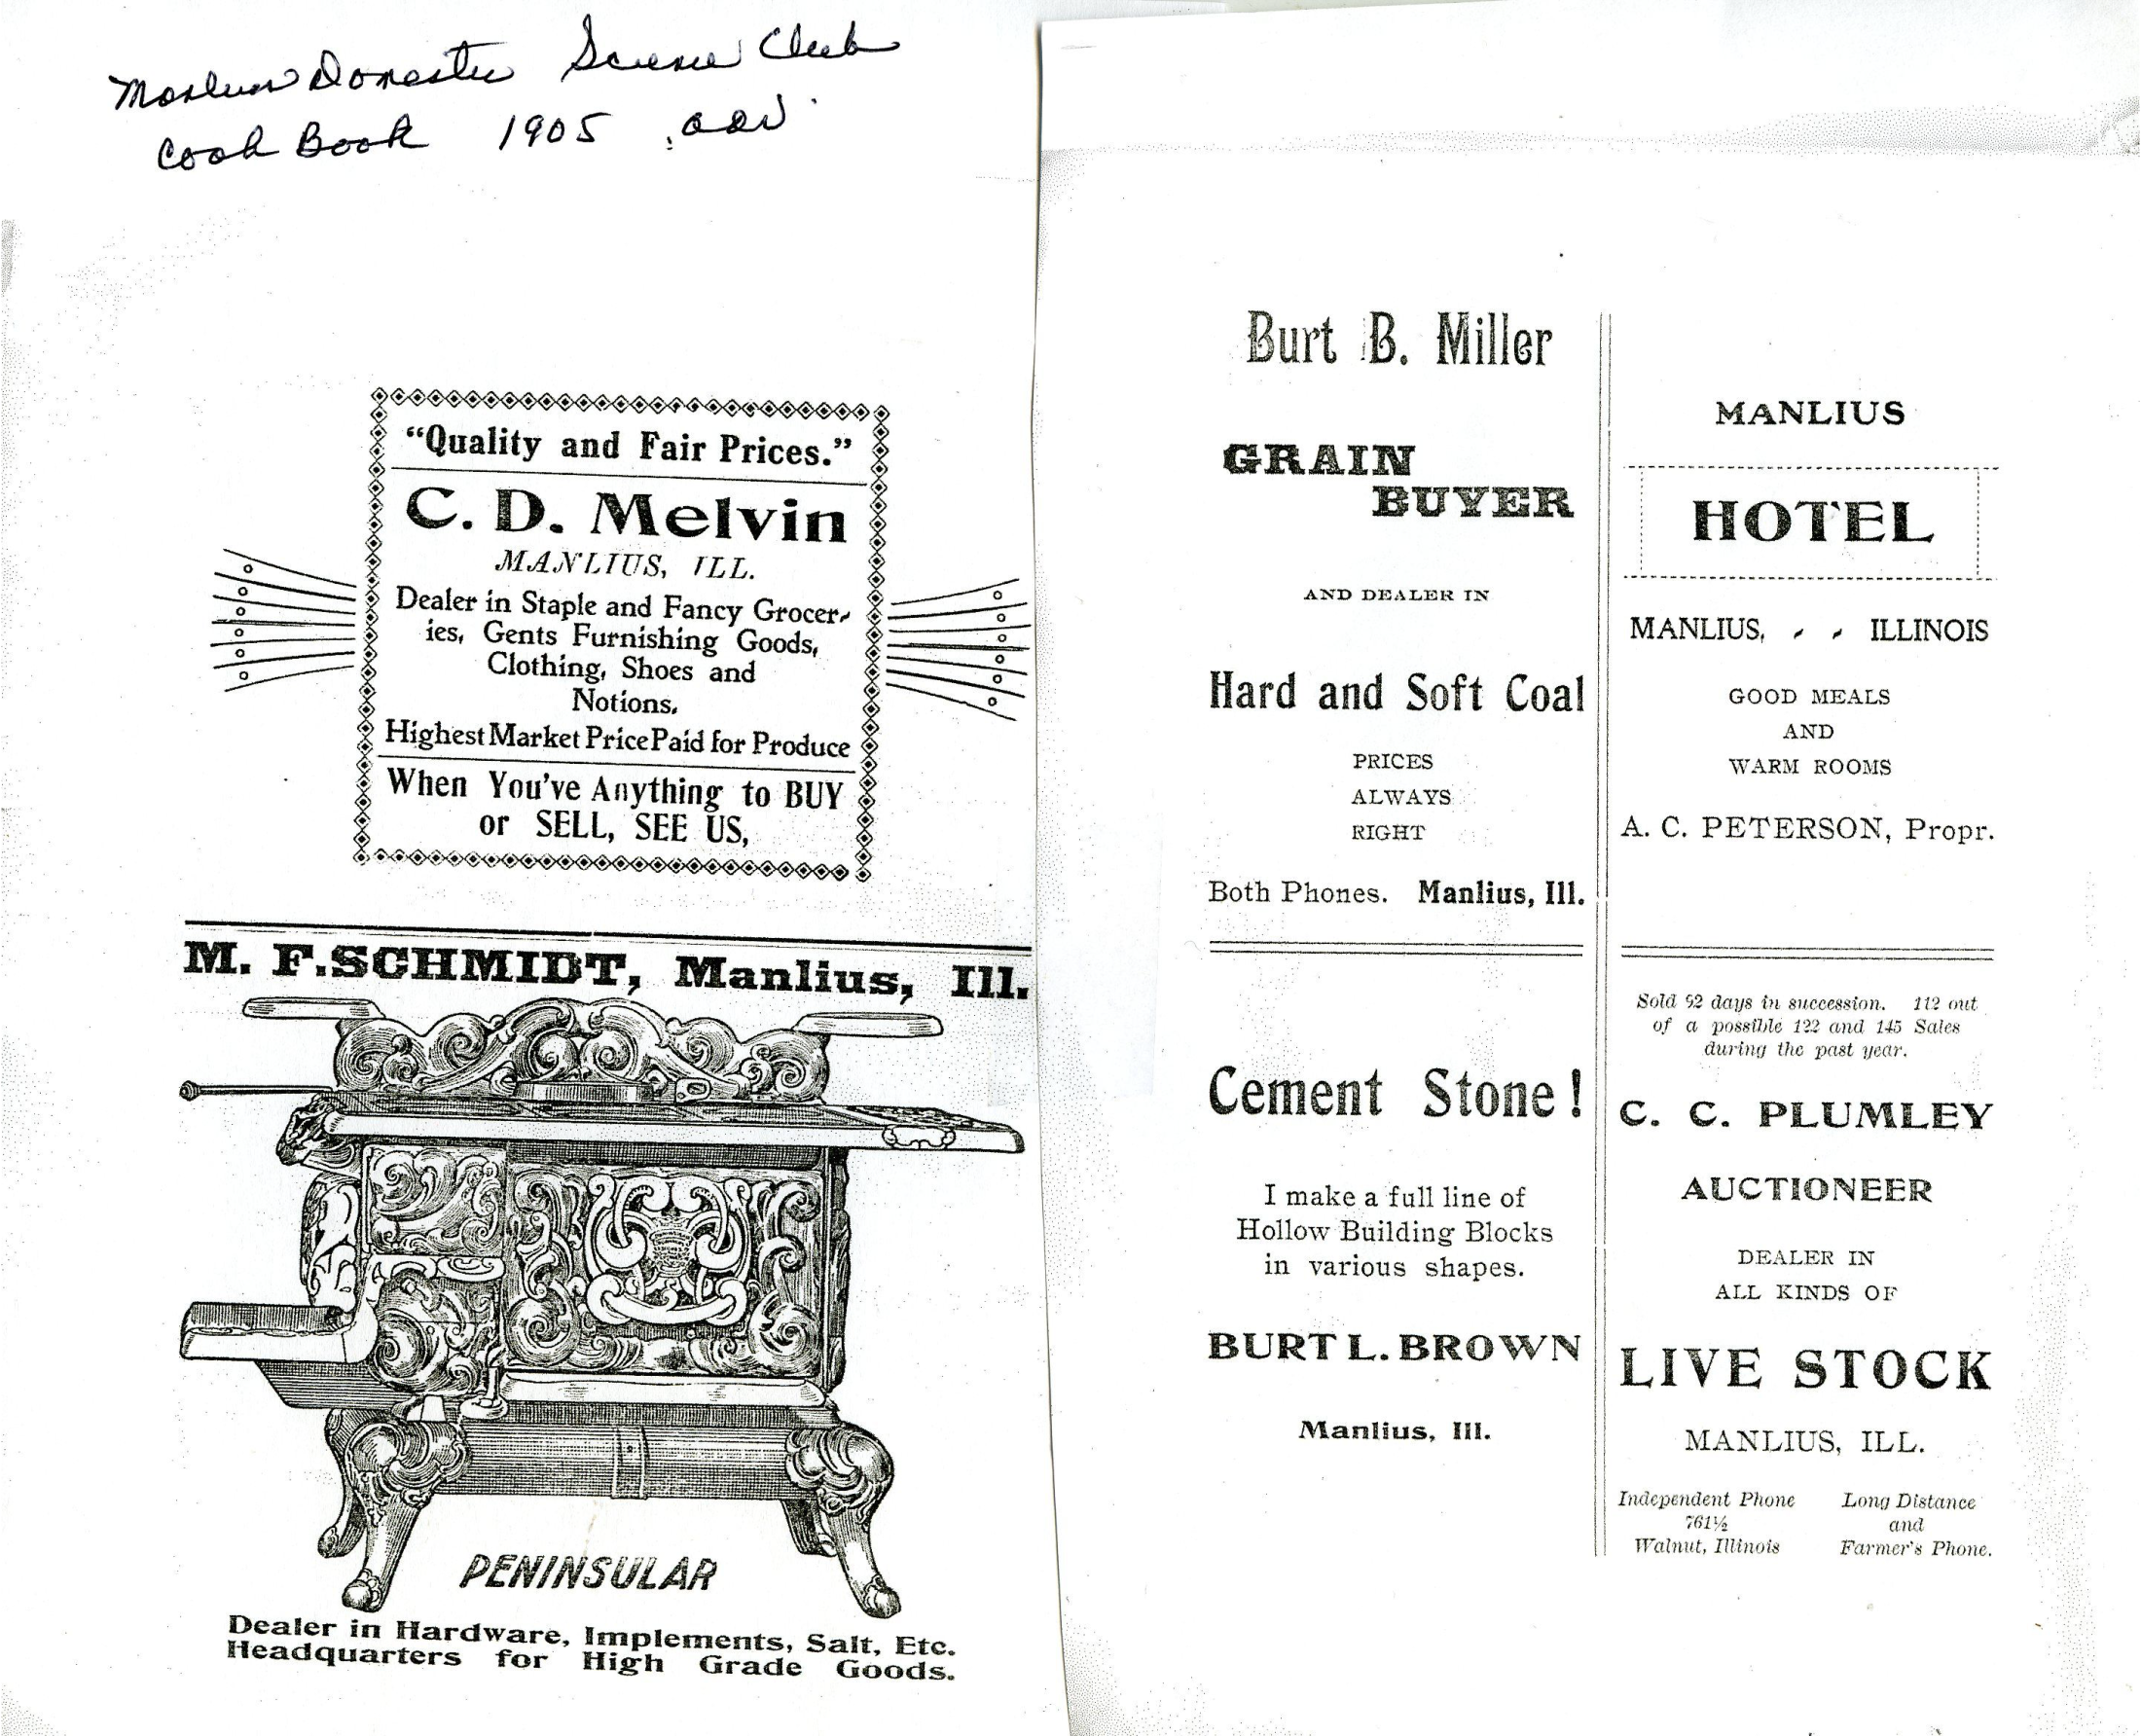 Manlius Domestic Science Club
Cook Book 1905
"Quality and Fair Prices."
C. D. Melvin
MANLIUS, ILL.
Dealer in Staple and Fancy Grocer-
ies, Gents Furnishing Goods,
Clothing, Shoes and
Notions.
Highest Market Price Paid for Produce
When You've Anything to BUY
or SELL, SEE US,
M. F. SCHMIDT, Manlius, Ill.
PENINSULAR
Dealer in Hardware, Implements, Salt, Etc.
Headquarters for High Grade Goods.
Burt B. Miller
GRAIN
BUYER
AND DEALER IN
Hard and Soft Coal
PRICES
ALWAYS
RIGHT
Both Phones. Manlius, Ill.
Cement Stone!
I make a full line of
Hollow Building Blocks
in various shapes.
BURT L. BROWN
Manlius, Ill.
MANLIUS
HOTEL
MANLIUS, - - ILLINOIS
GOOD MEALS
AND
WARM ROOMS
A. C. PETERSON, Propr.
Sold 52 days in succession. 112 out
of a possible 122 and 145 Sales
during the past year.
C. C. PLUMLEY
AUCTIONEER
DEALER IN
ALL KINDS OF
LIVE STOCK
MANLIUS, ILL.
Independent Phone
761½
Walnut, Illinois
Long Distance
and
Farmer's Phone.